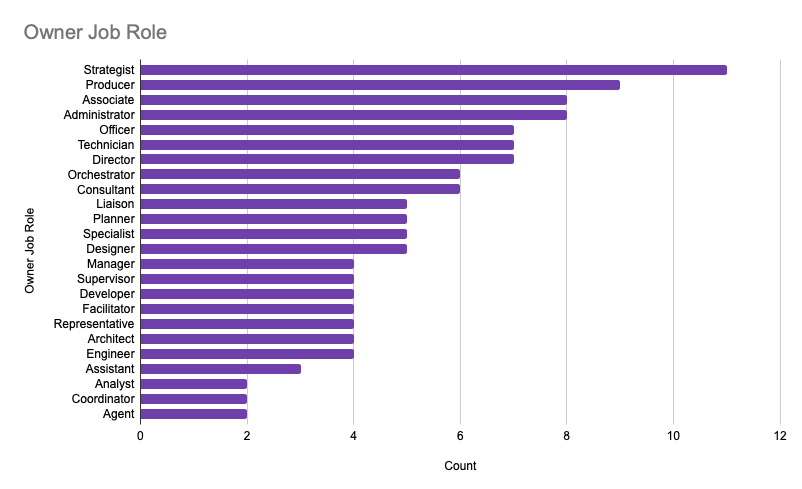 Owner Job Role
Owner Job Role
Strategist
Producer
Associate
Administrator
Officer
Technician
Director
Orchestrator
Consultant
Liaison
Planner
Specialist
Designer
Manager
Supervisor
Developer
Facilitator
Representative
Architect
Engineer
Assistant
Analyst
Coordinator
Agent
0 2 4 6 8 10 12
Count